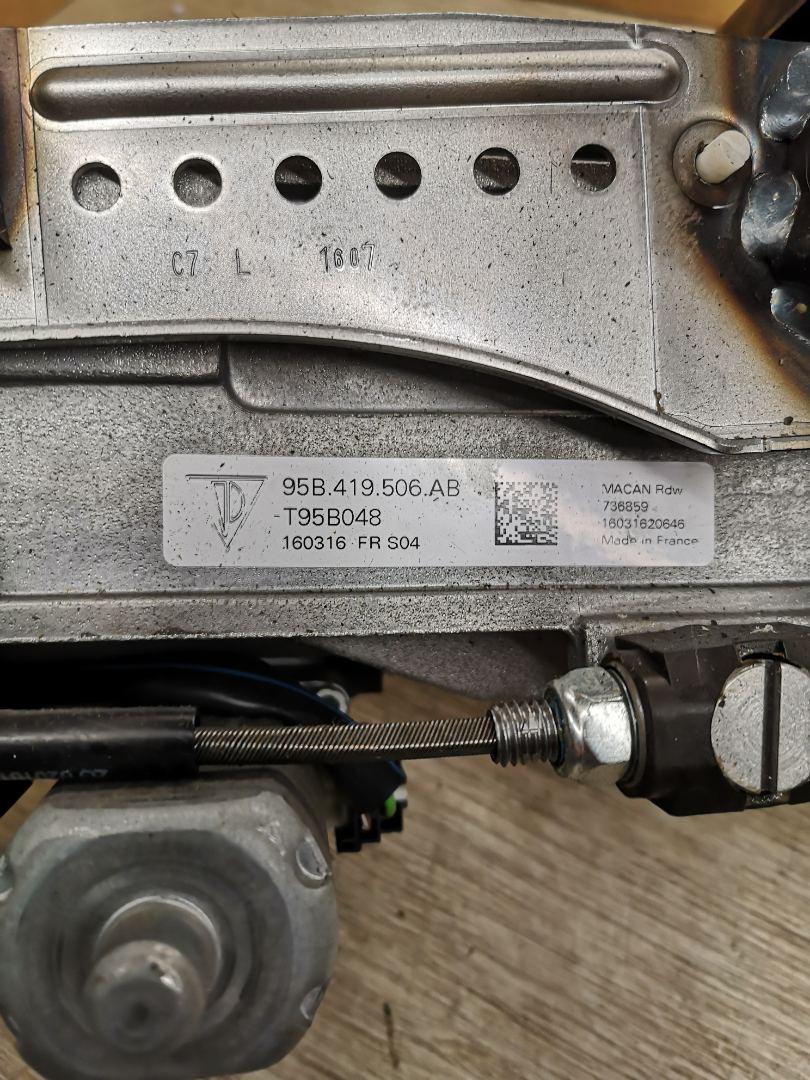 C7 L 1607
95B.419.506.AB
-T95B048
160316 FR S04
MACAN Rdw
736859
16031620646
Made in France